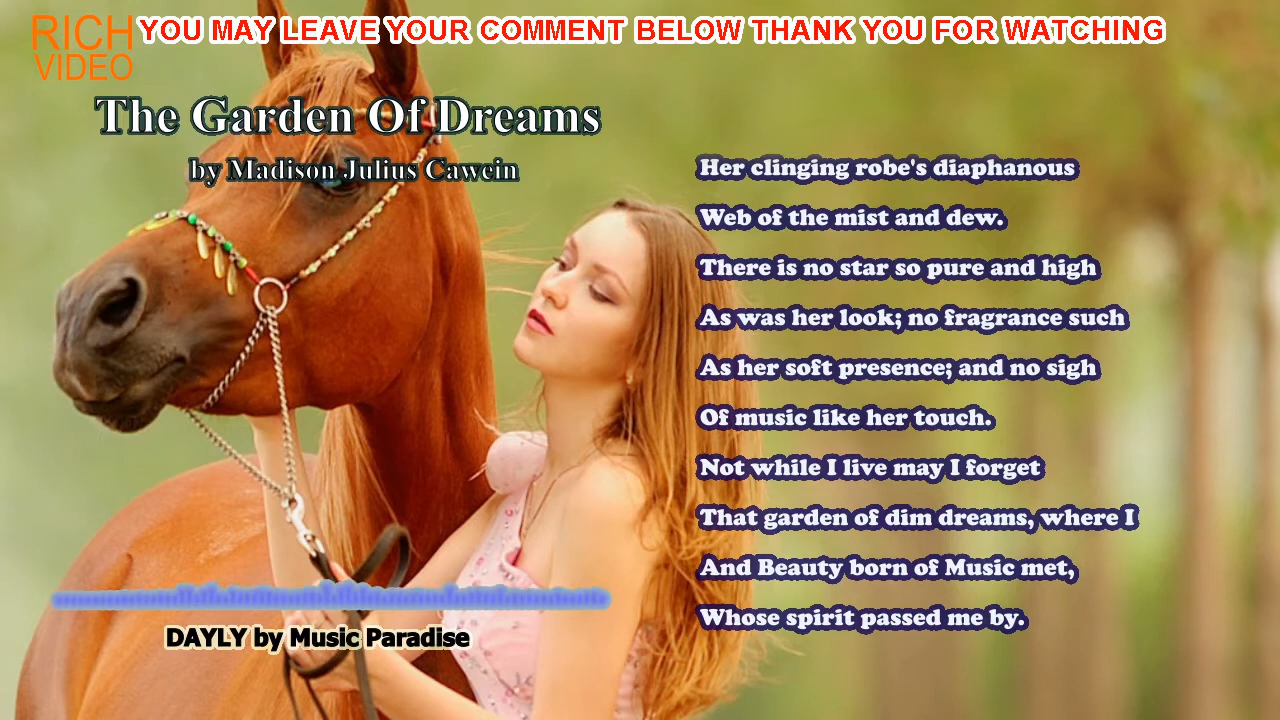 RICH
VIDEO
YOU MAY LEAVE YOUR COMMENT BELOW THANK YOU FOR WATCHING
The Garden Of Dreams
by Madison Julius Cawein
Her clinging robe's diaphanous
Web of the mist and dew.
There is no star so pure and high
As was her look; no fragrance such
As her soft presence; and no sigh
Of music like her touch.
Not while I live may I forget
That garden of dim dreams, where I
And Beauty born of Music met,
Whose spirit passed me by.
DAYLY by Music Paradise